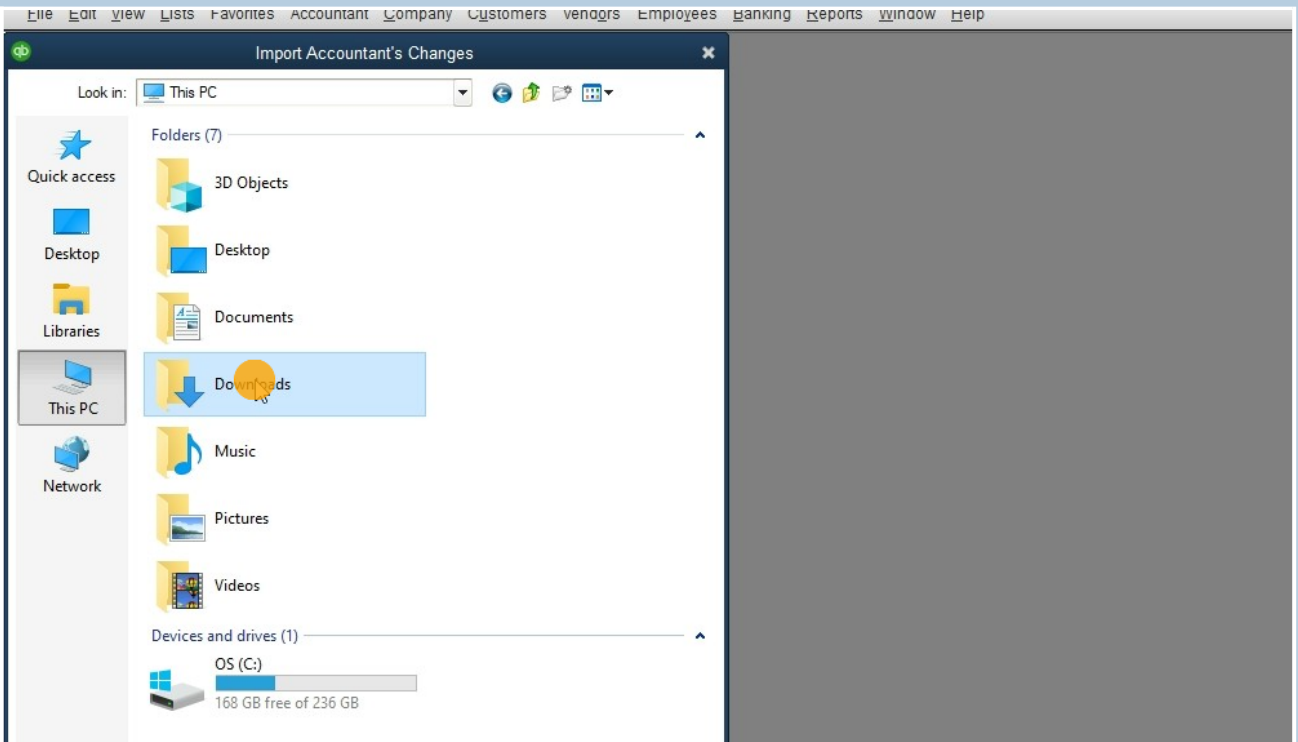 File Edit View Lists Favorites Accountant Company Customers Vendors Employees Banking Reports Window Help
qb Import Accountant's Changes
Look in: This PC
Folders (7)
Quick access
3D Objects
Desktop
Desktop
Documents
Libraries
Downloads
This PC
Music
Network
Pictures
Videos
Devices and drives (1)
OS (C:)
168 GB free of 236 GB